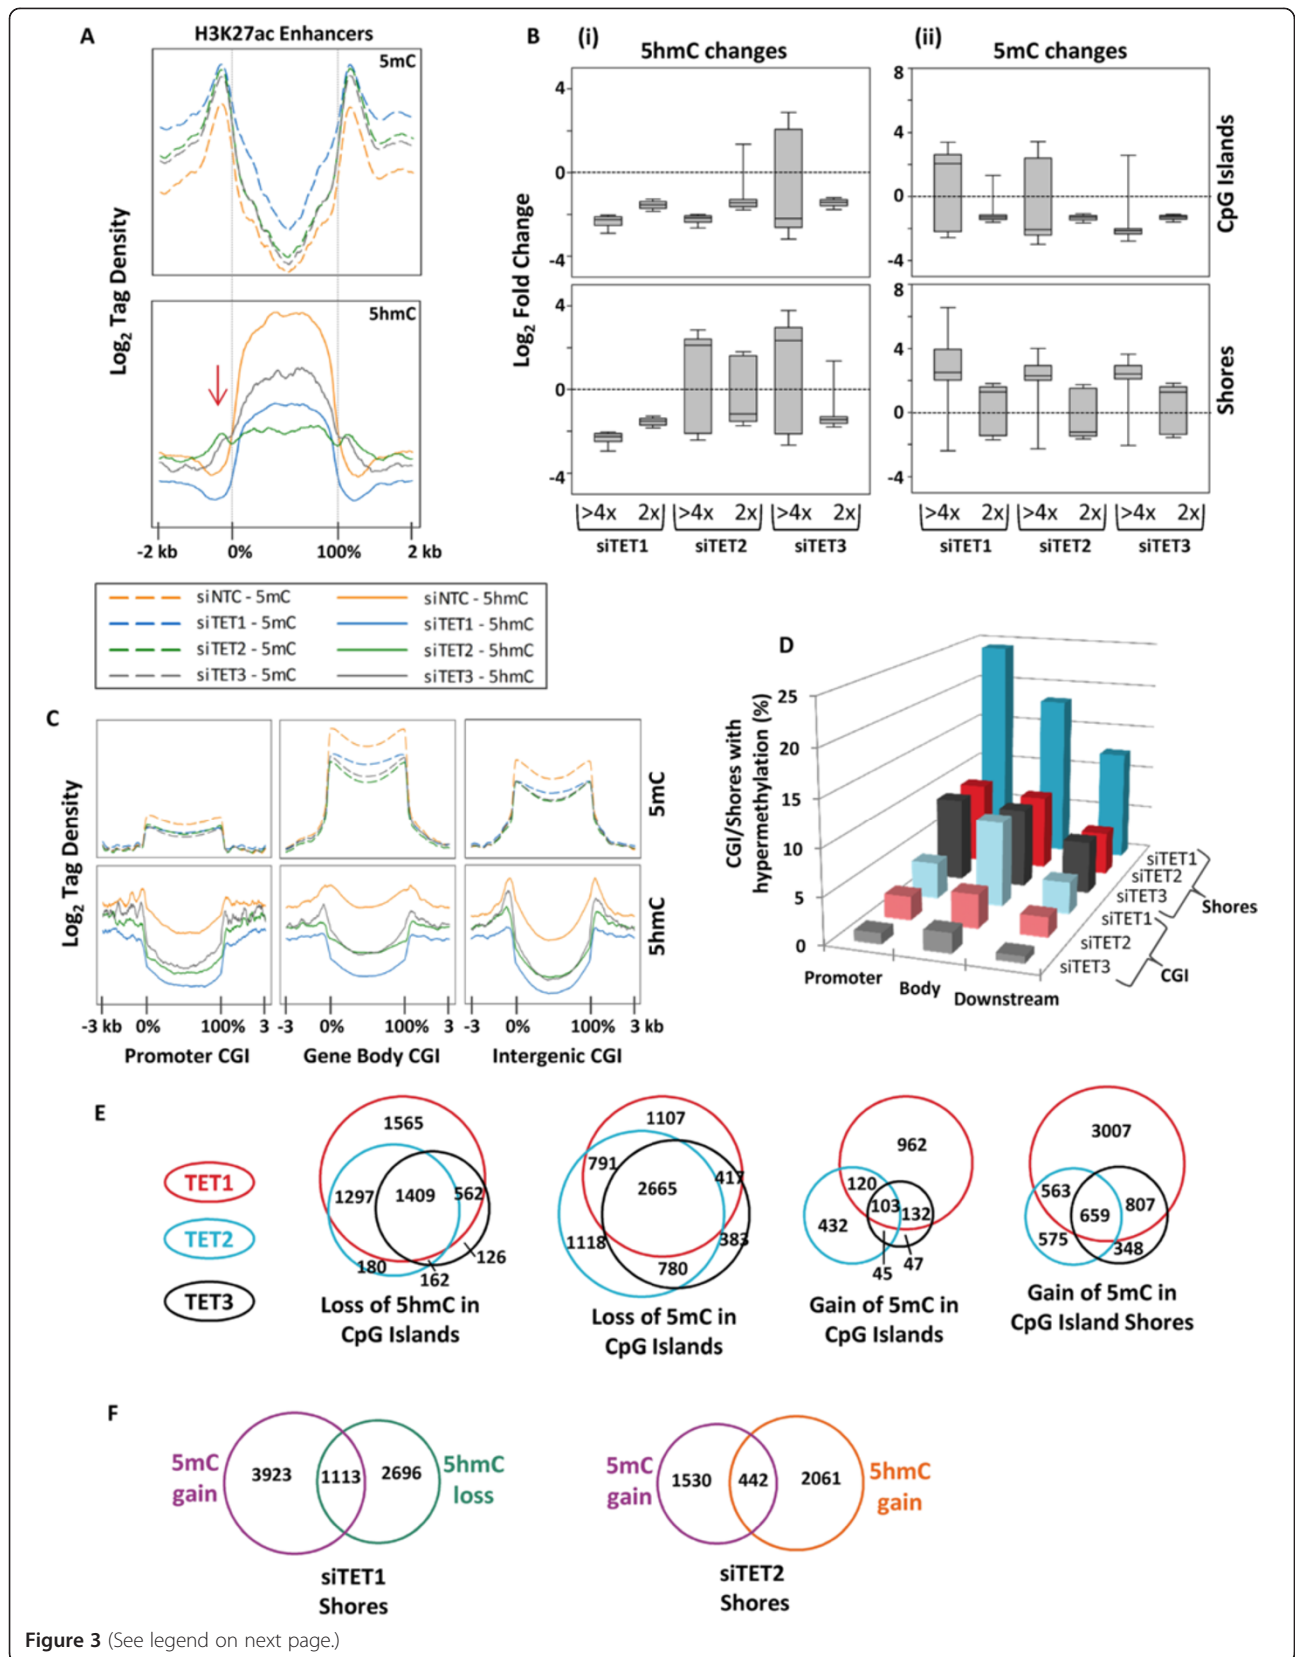 A
H3K27ac Enhancers
5mC
5hmC
Log2 Tag Density
-2 kb 0% 100% 2 kb
siNTC - 5mC siNTC - 5hmC
siTET1 - 5mC siTET1 - 5hmC
siTET2 - 5mC siTET2 - 5hmC
siTET3 - 5mC siTET3 - 5hmC
B (i) (ii)
5hmC changes 5mC changes
Log2 Fold Change
4
0
-4
4
0
-4
8
4
0
-4
8
4
0
-4
CpG Islands
Shores
>4x 2x >4x 2x >4x 2x
siTET1 siTET2 siTET3
>4x 2x >4x 2x >4x 2x
siTET1 siTET2 siTET3
C
Log2 Tag Density
5mC
5hmC
-3 kb 0% 100% 3 -3 0% 100% 3 -3 0% 100% 3 kb
Promoter CGI Gene Body CGI Intergenic CGI
D
CGI/Shores with
hypermethylation (%)
25
20
15
10
5
0
Promoter Body Downstream
siTET1
siTET2
siTET3
Shores
siTET1
siTET2
siTET3
CGI
E
TET1
TET2
TET3
1565
1297 1409 562
180 162 126
Loss of 5hmC in
CpG Islands
1107
791 2665 417
1118 780 383
Loss of 5mC in
CpG Islands
962
120 103 132
432 45 47
Gain of 5mC in
CpG Islands
3007
563 659 807
575 348
Gain of 5mC in
CpG Island Shores
F
5mC
gain
3923 1113 2696
5hmC
loss
siTET1
Shores
5mC
gain
1530 442 2061
5hmC
gain
siTET2
Shores
Figure 3 (See legend on next page.)